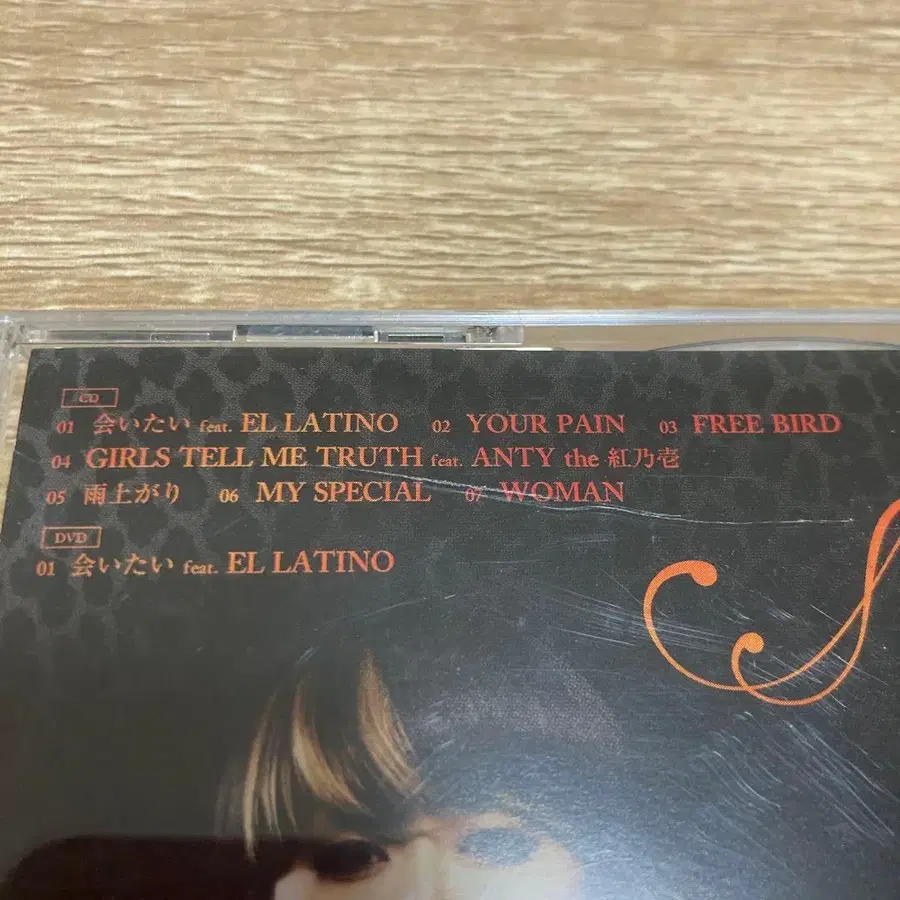 CD
01 会いたい feat. EL LATINO 02 YOUR PAIN 03 FREE BIRD
04 GIRLS TELL ME TRUTH feat. ANTY the 紅乃壱
05 雨上がり 06 MY SPECIAL 07 WOMAN
DVD
01 会いたい feat. EL LATINO